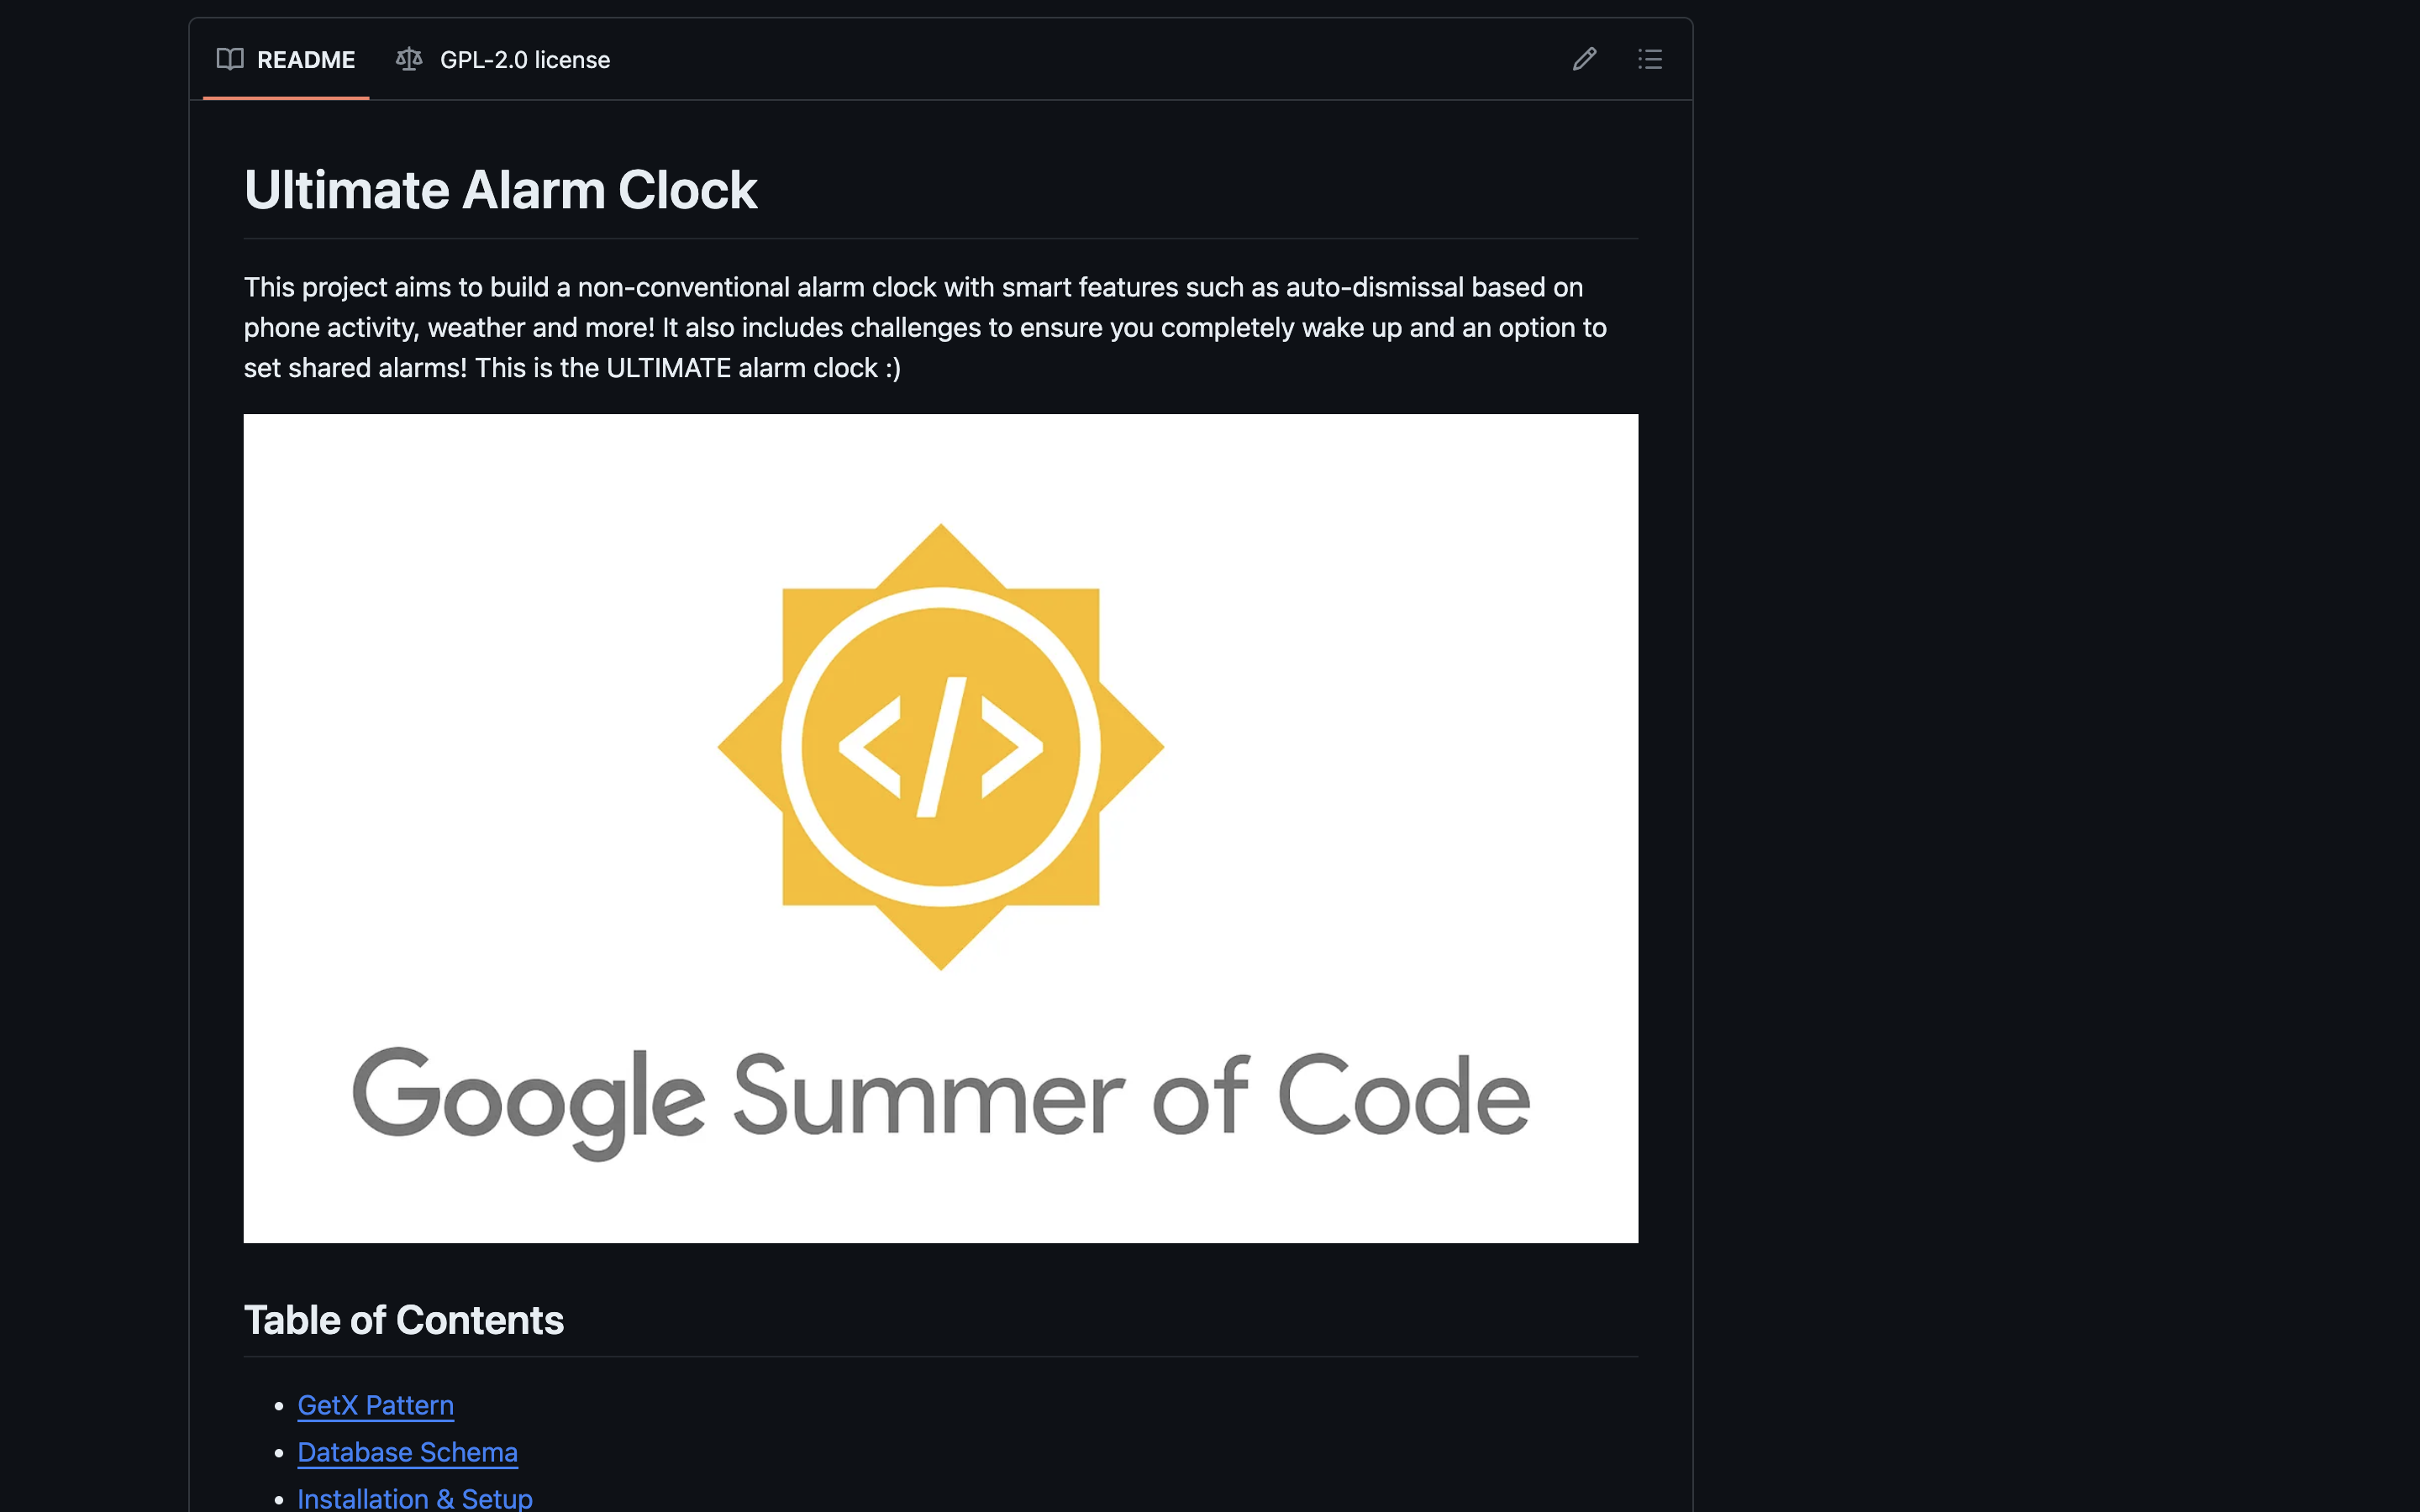 README
GPL-2.0 license
Ultimate Alarm Clock
This project aims to build a non-conventional alarm clock with smart features such as auto-dismissal based on
phone activity, weather and more! It also includes challenges to ensure you completely wake up and an option to
set shared alarms! This is the ULTIMATE alarm clock :)
</>
Google Summer of Code
Table of Contents
• GetX Pattern
• Database Schema
• Installation & Setup